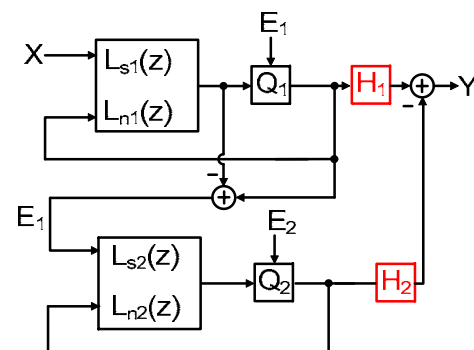 E₁
X
Lₛ₁(z)
Lₙ₁(z)
Q₁
H₁
+
Y
-
-
+
E₁
E₂
Lₛ₂(z)
Lₙ₂(z)
Q₂
H₂